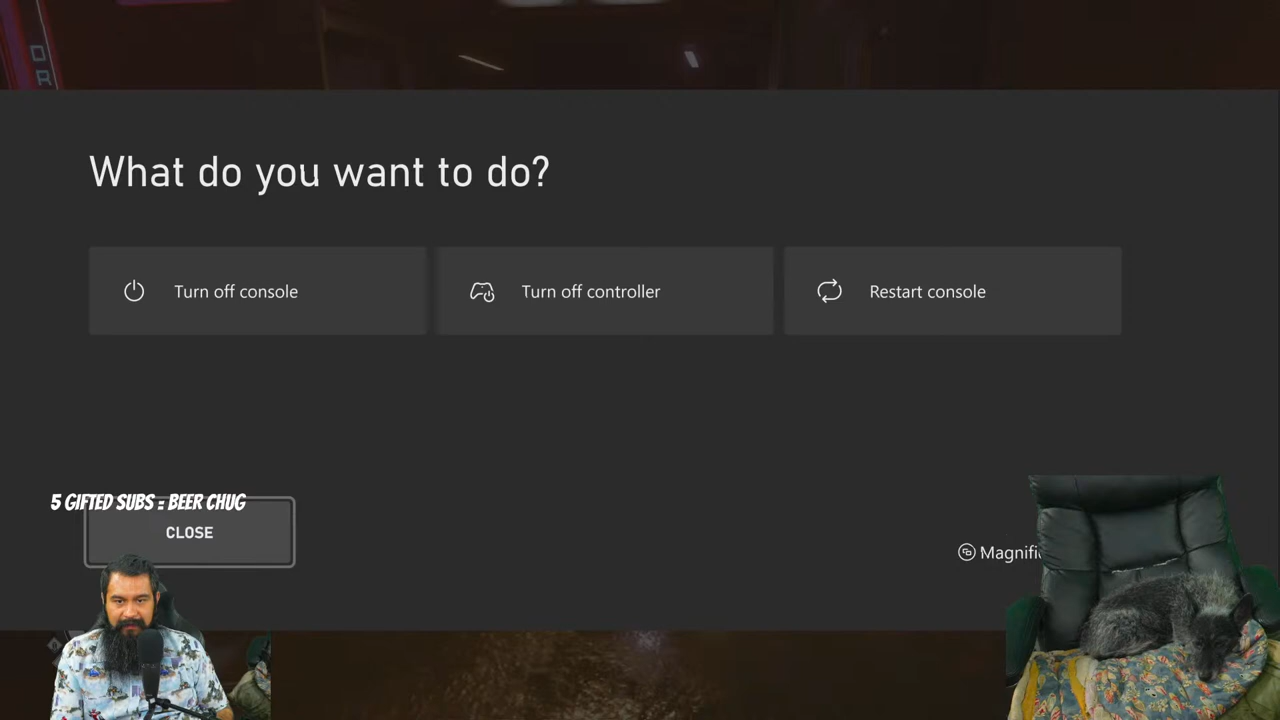 O
R
What do you want to do?
Turn off console
Turn off controller
Restart console
5 GIFTED SUBS = BEER CHUG
CLOSE
Magnifi